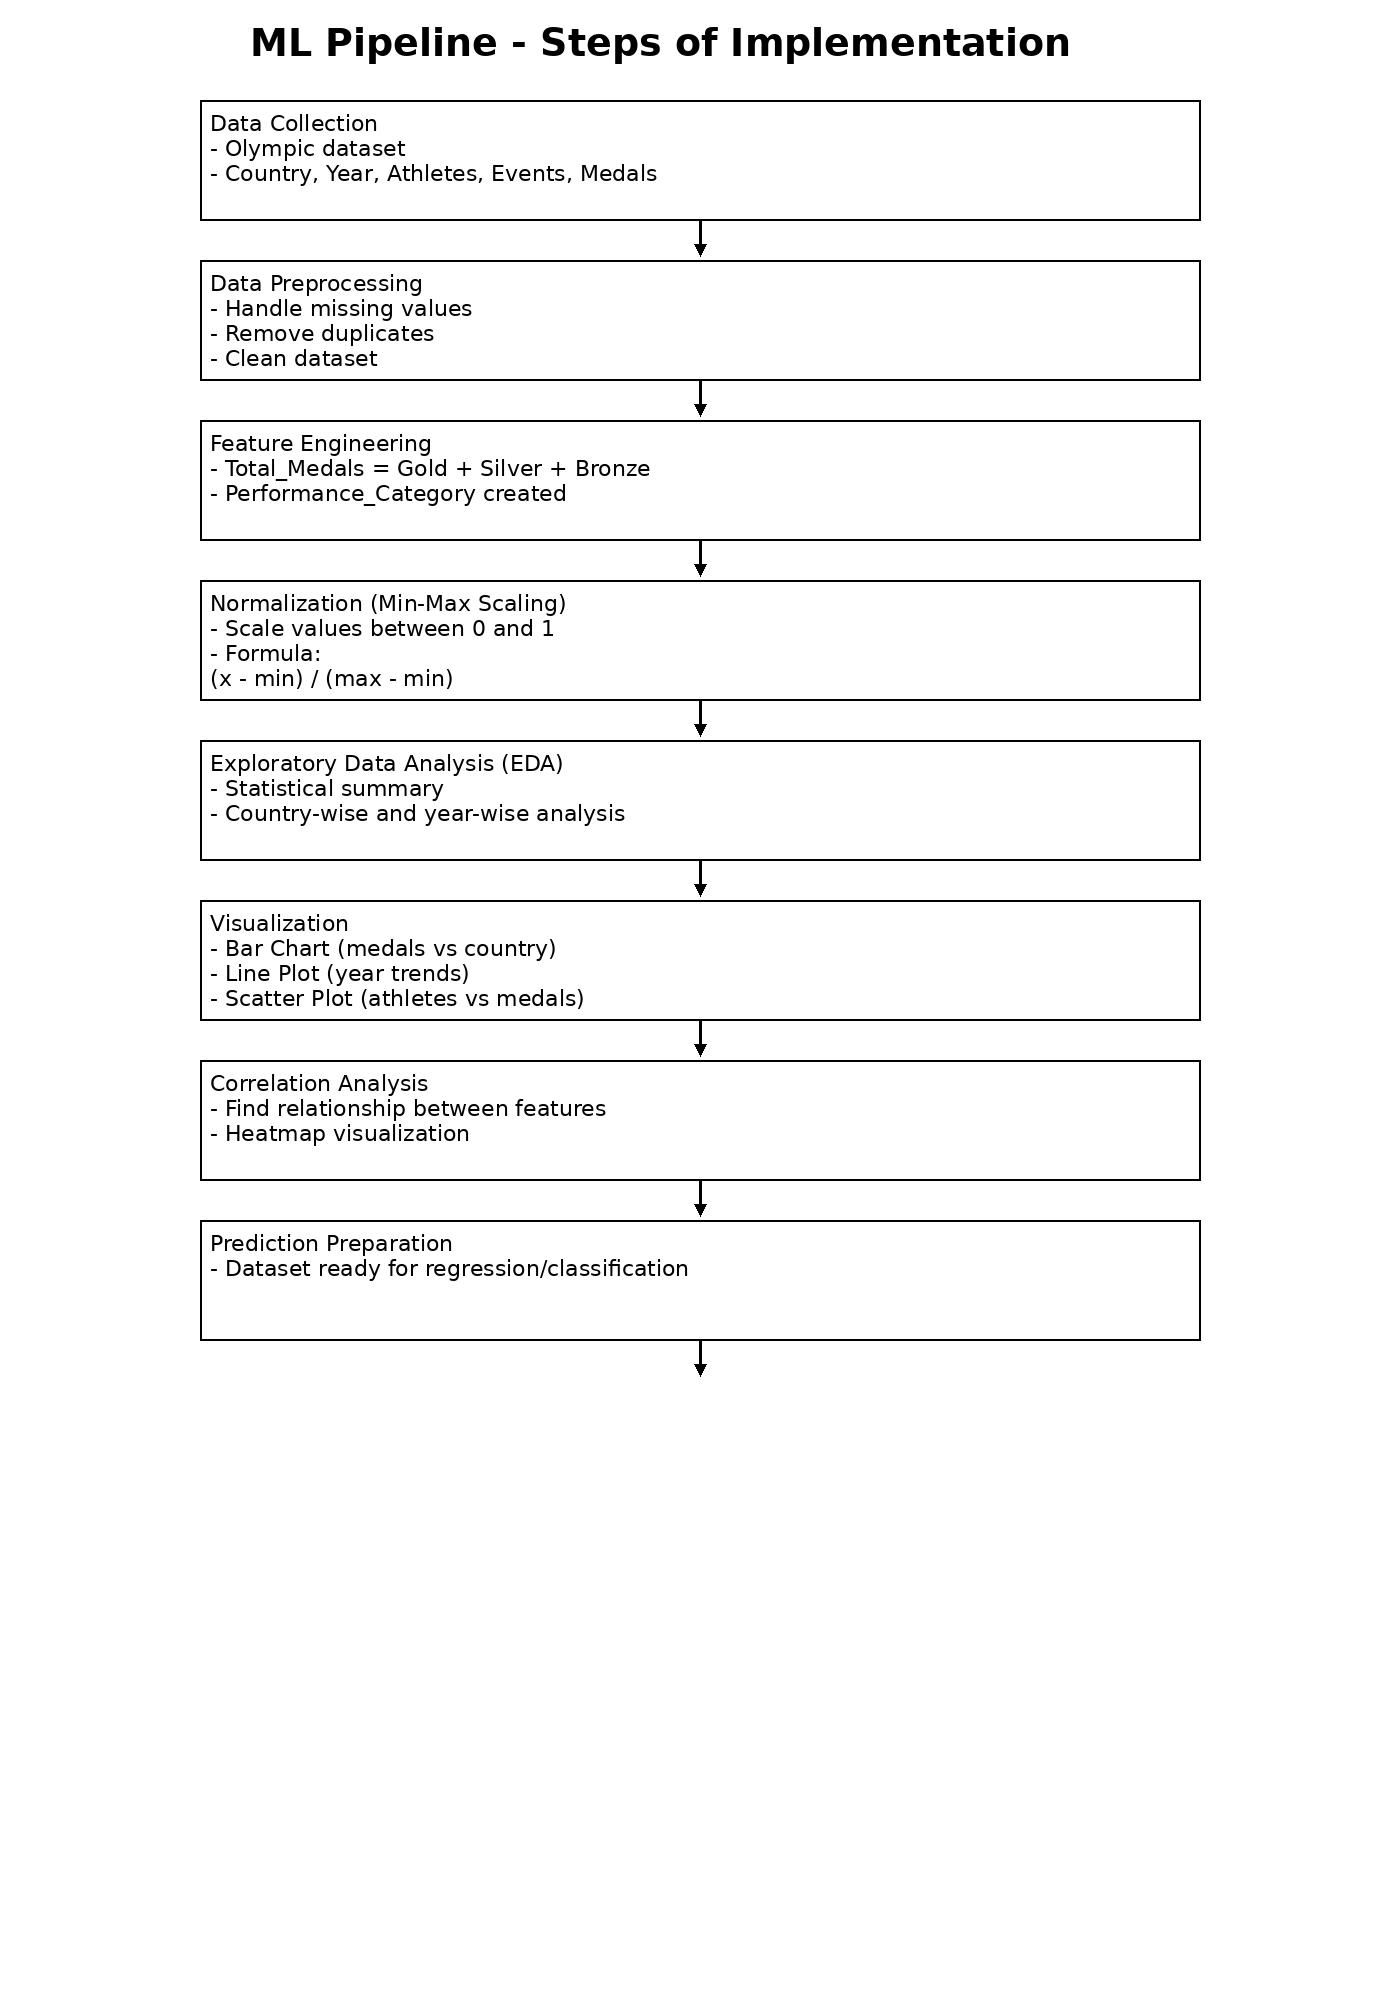 ML Pipeline - Steps of Implementation
Data Collection
- Olympic dataset
- Country, Year, Athletes, Events, Medals
Data Preprocessing
- Handle missing values
- Remove duplicates
- Clean dataset
Feature Engineering
- Total_Medals = Gold + Silver + Bronze
- Performance_Category created
Normalization (Min-Max Scaling)
- Scale values between 0 and 1
- Formula:
(x - min) / (max - min)
Exploratory Data Analysis (EDA)
- Statistical summary
- Country-wise and year-wise analysis
Visualization
- Bar Chart (medals vs country)
- Line Plot (year trends)
- Scatter Plot (athletes vs medals)
Correlation Analysis
- Find relationship between features
- Heatmap visualization
Prediction Preparation
- Dataset ready for regression/classification